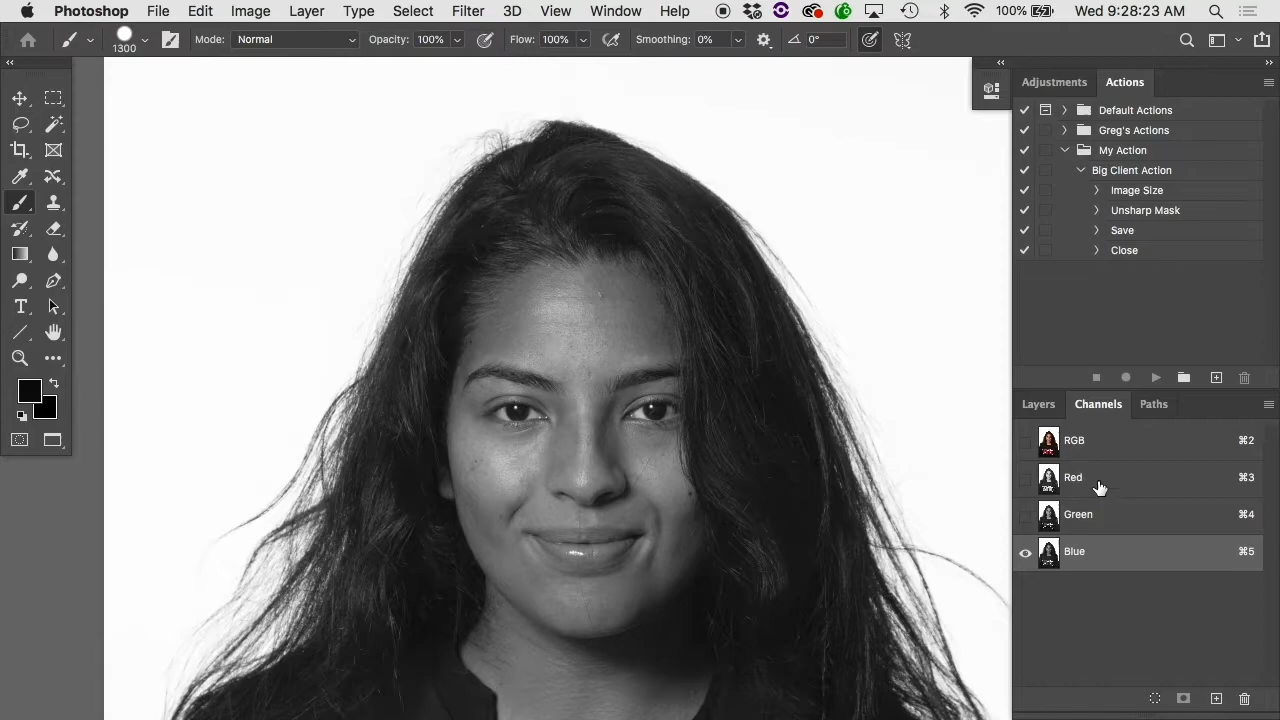 Photoshop File Edit Image Layer Type Select Filter 3D View Window Help 100% Wed 9:28:23 AM
1300 Mode: Normal Opacity: 100% Flow: 100% Smoothing: 0% 0°
Adjustments Actions
Default Actions
Greg's Actions
My Action
Big Client Action
Image Size
Unsharp Mask
Save
Close
Layers Channels Paths
RGB ⌘2
Red ⌘3
Green ⌘4
Blue ⌘5